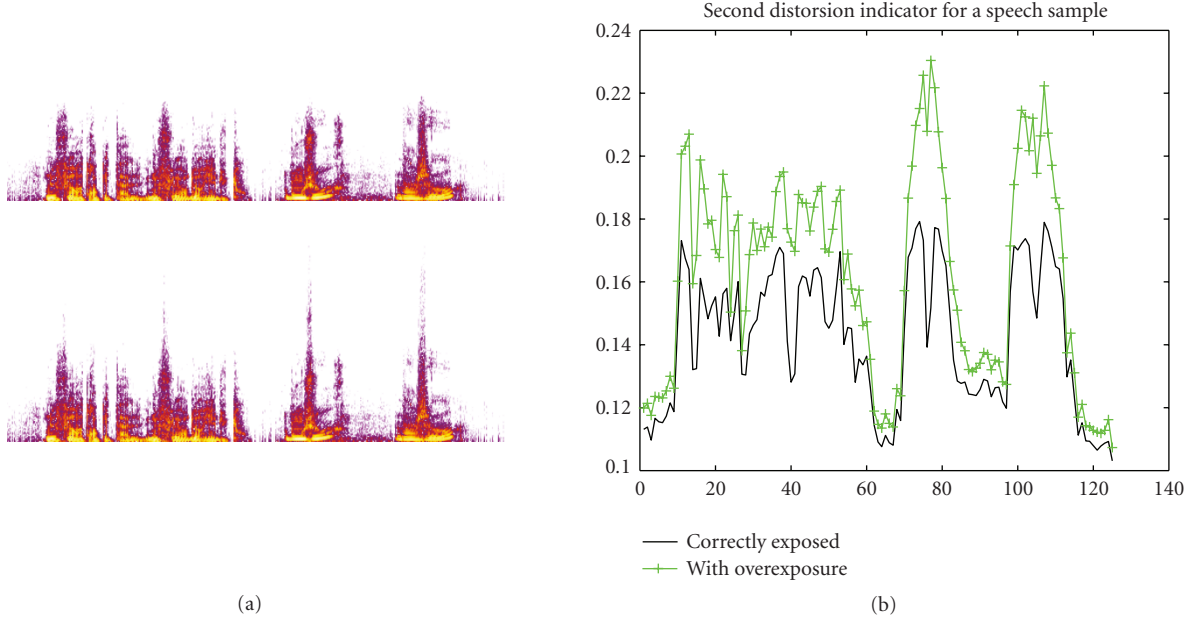 Second distorsion indicator for a speech sample
0.24
0.22
0.2
0.18
0.16
0.14
0.12
0.1
0 20 40 60 80 100 120 140
Correctly exposed
With overexposure
(a) (b)